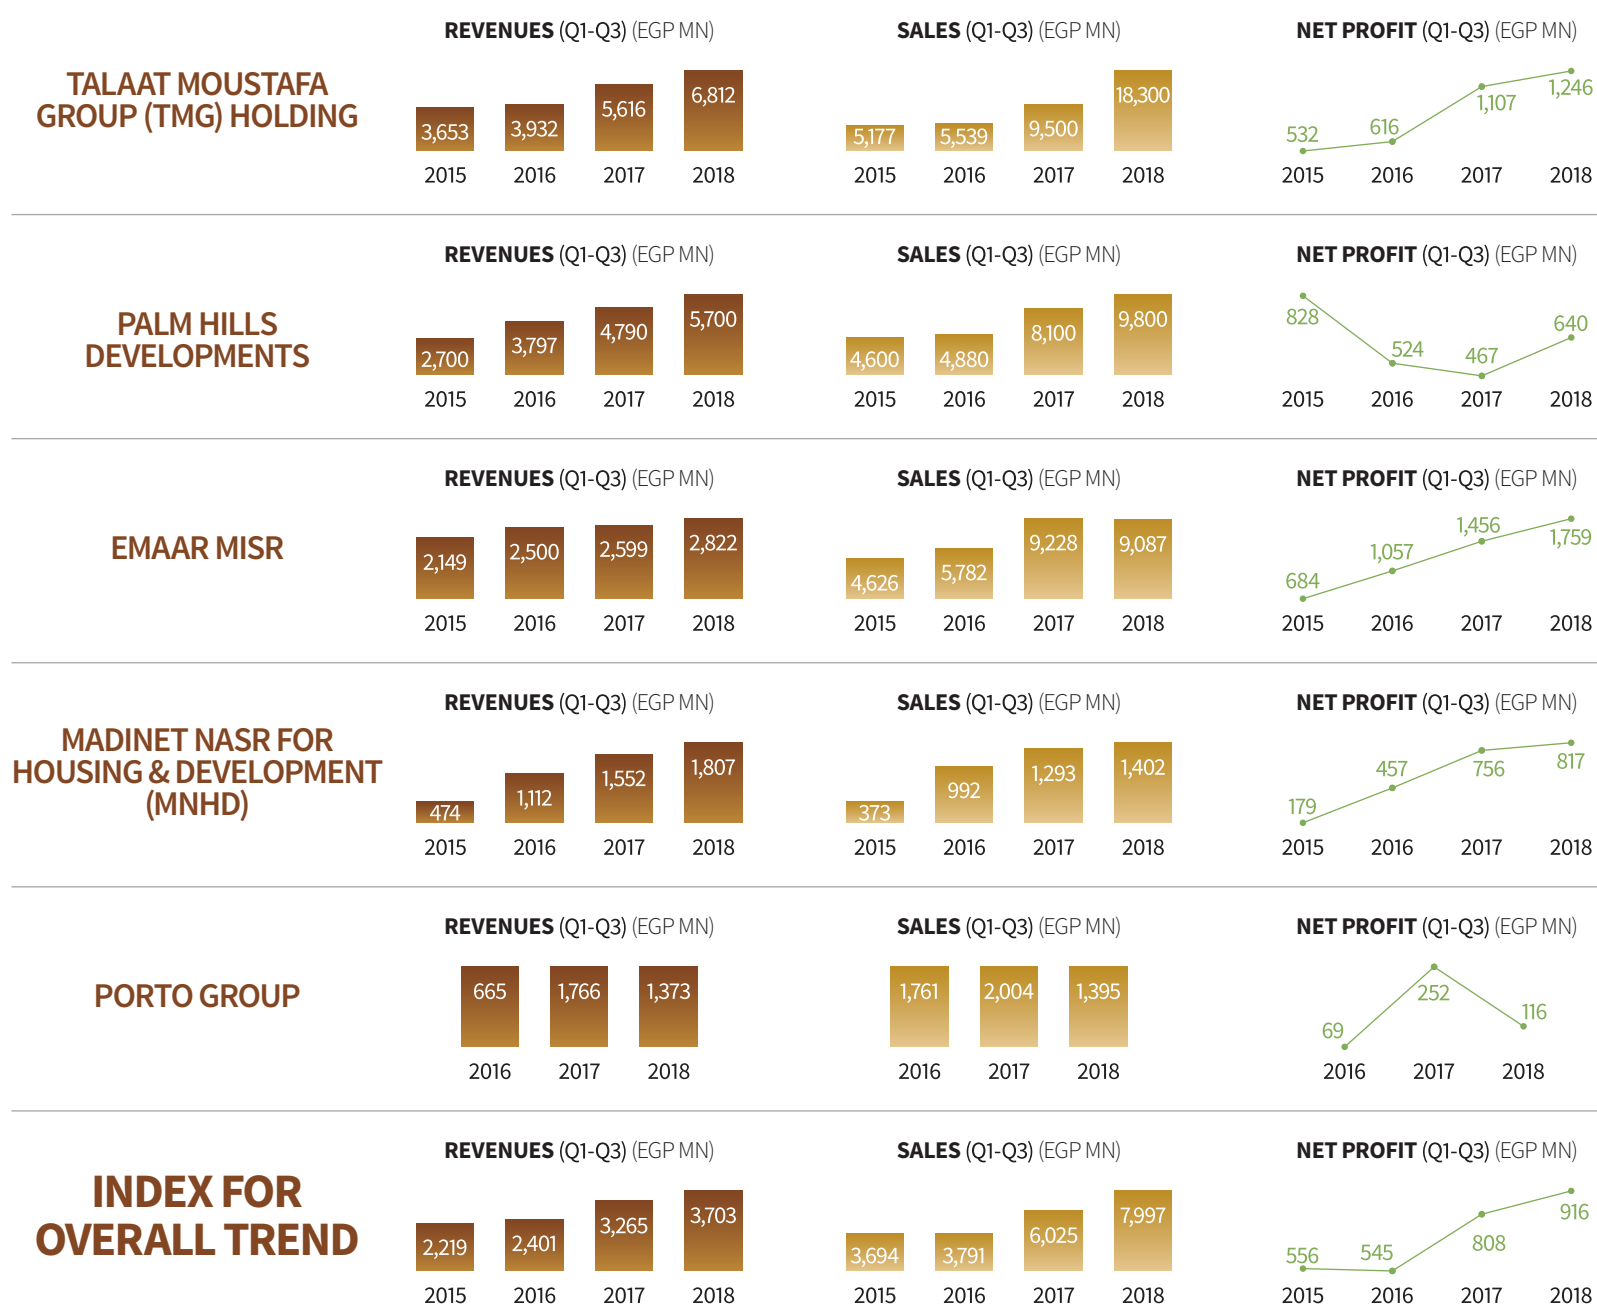 REVENUES (Q1-Q3) (EGP MN)
SALES (Q1-Q3) (EGP MN)
NET PROFIT (Q1-Q3) (EGP MN)
TALAAT MOUSTAFA
GROUP (TMG) HOLDING
3,653 3,932 5,616 6,812
2015 2016 2017 2018
5,177 5,539 9,500 18,300
2015 2016 2017 2018
532 616 1,107 1,246
2015 2016 2017 2018
REVENUES (Q1-Q3) (EGP MN)
SALES (Q1-Q3) (EGP MN)
NET PROFIT (Q1-Q3) (EGP MN)
PALM HILLS
DEVELOPMENTS
2,700 3,797 4,790 5,700
2015 2016 2017 2018
4,600 4,880 8,100 9,800
2015 2016 2017 2018
828 524 467 640
2015 2016 2017 2018
REVENUES (Q1-Q3) (EGP MN)
SALES (Q1-Q3) (EGP MN)
NET PROFIT (Q1-Q3) (EGP MN)
EMAAR MISR
2,149 2,500 2,599 2,822
2015 2016 2017 2018
4,626 5,782 9,228 9,087
2015 2016 2017 2018
684 1,057 1,456 1,759
2015 2016 2017 2018
REVENUES (Q1-Q3) (EGP MN)
SALES (Q1-Q3) (EGP MN)
NET PROFIT (Q1-Q3) (EGP MN)
MADINET NASR FOR
HOUSING & DEVELOPMENT
(MNHD)
474 1,112 1,552 1,807
2015 2016 2017 2018
373 992 1,293 1,402
2015 2016 2017 2018
179 457 756 817
2015 2016 2017 2018
REVENUES (Q1-Q3) (EGP MN)
SALES (Q1-Q3) (EGP MN)
NET PROFIT (Q1-Q3) (EGP MN)
PORTO GROUP
665 1,766 1,373
2016 2017 2018
1,761 2,004 1,395
2016 2017 2018
69 252 116
2016 2017 2018
REVENUES (Q1-Q3) (EGP MN)
SALES (Q1-Q3) (EGP MN)
NET PROFIT (Q1-Q3) (EGP MN)
INDEX FOR
OVERALL TREND
2,219 2,401 3,265 3,703
2015 2016 2017 2018
3,694 3,791 6,025 7,997
2015 2016 2017 2018
556 545 808 916
2015 2016 2017 2018